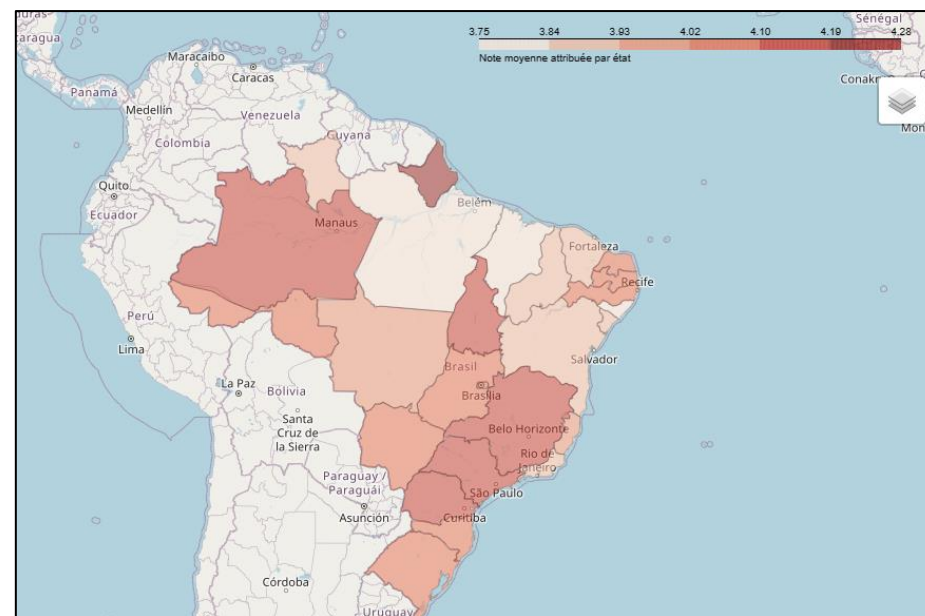 3.75 3.84 3.93 4.02 4.10 4.19 4.28
Note moyenne attribuée par état
Sénégal
Maracaibo
Caracas
Panamá
Medellín
Venezuela
Guyana
Colombia
Quito
Ecuador
Belém
Manaus
Fortaleza
Recife
Perú
Lima
Brasil
Salvador
Brasília
La Paz
Bolivia
Santa
Cruz de
la Sierra
Belo Horizonte
Rio de
Janeiro
Paraguay /
Paraguái
São Paulo
Asunción
Curitiba
Córdoba
Uruguay